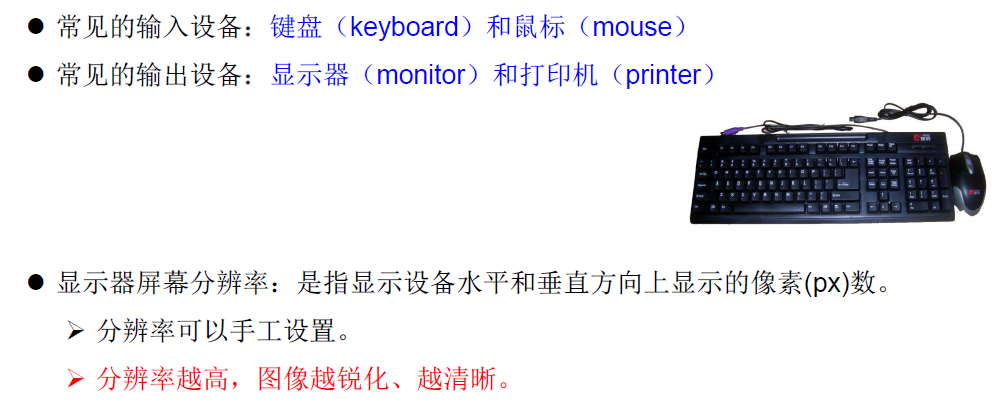 ● 常见的输入设备：键盘（keyboard）和鼠标（mouse）
● 常见的输出设备：显示器（monitor）和打印机（printer）
● 显示器屏幕分辨率：是指显示设备水平和垂直方向上显示的像素(px)数。
➢ 分辨率可以手工设置。
➢ 分辨率越高，图像越锐化、越清晰。